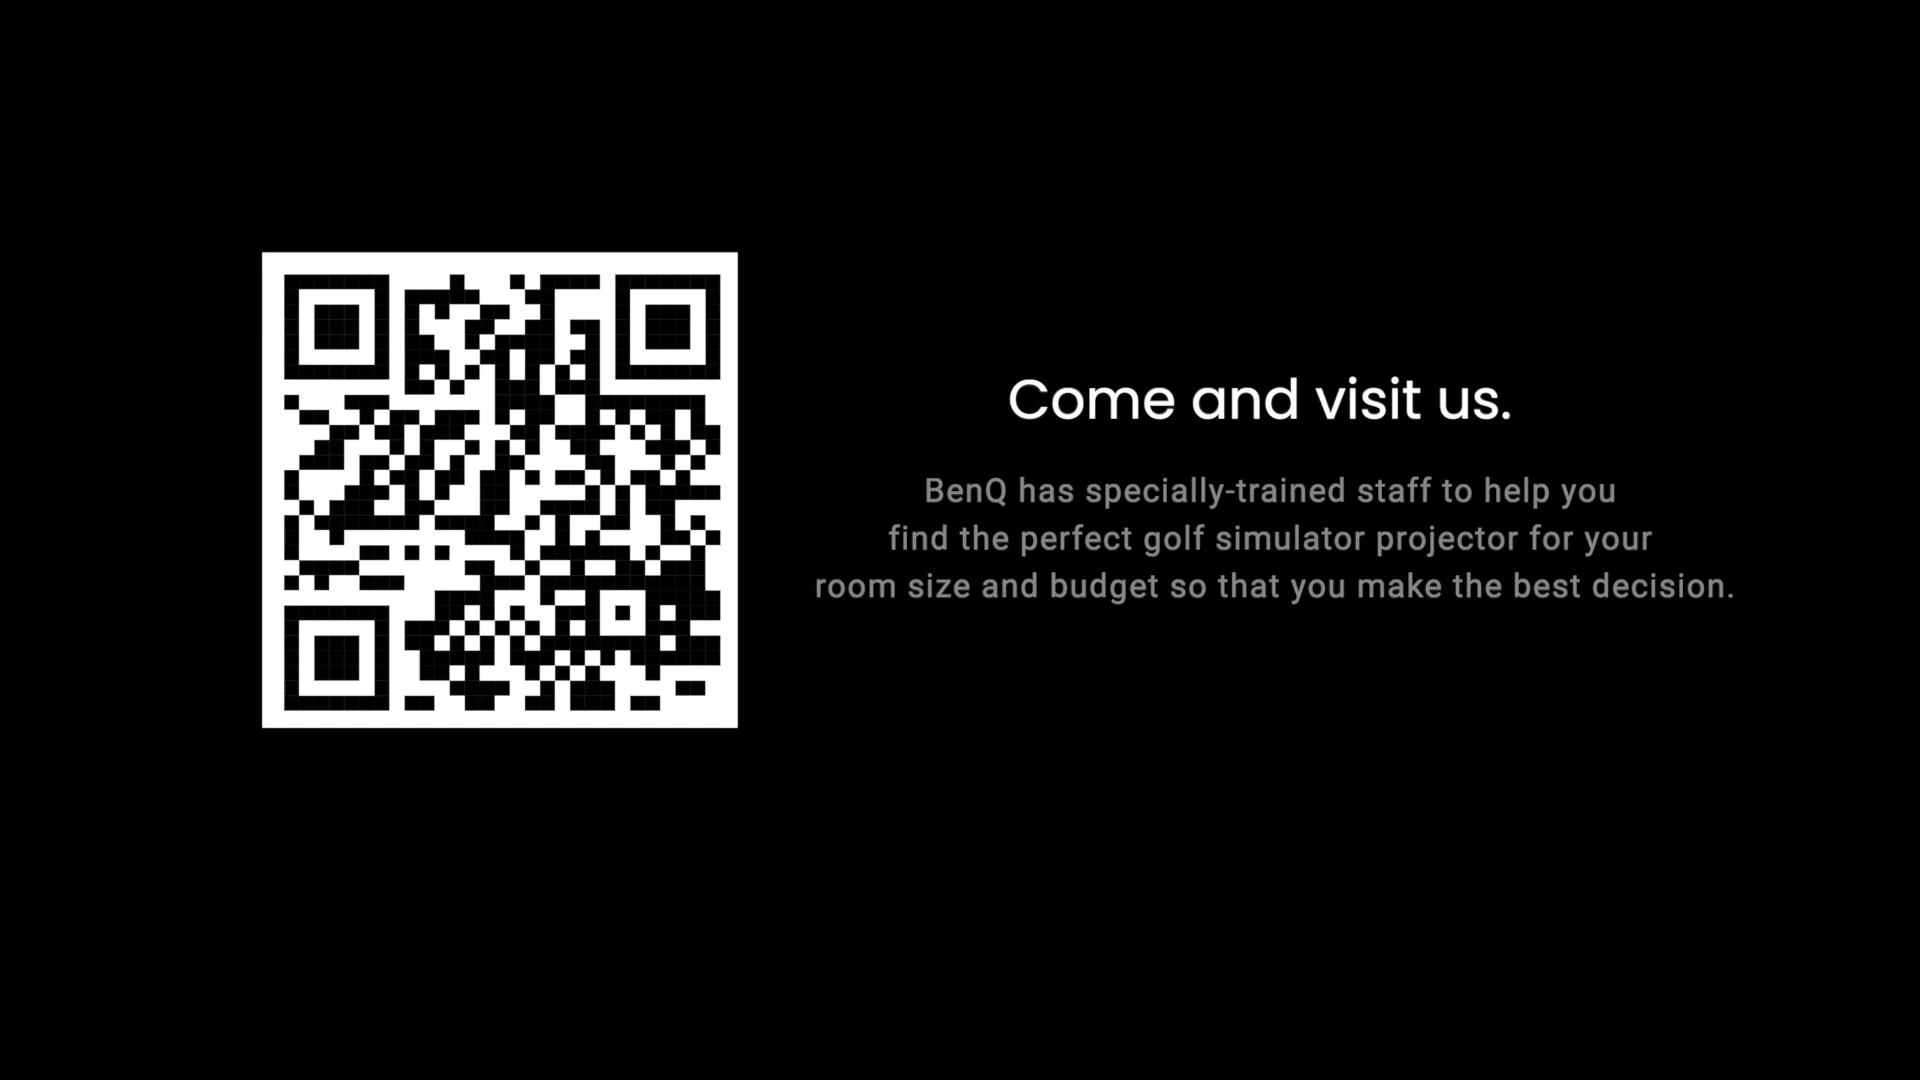 Come and visit us.
BenQ has specially-trained staff to help you
find the perfect golf simulator projector for your
room size and budget so that you make the best decision.